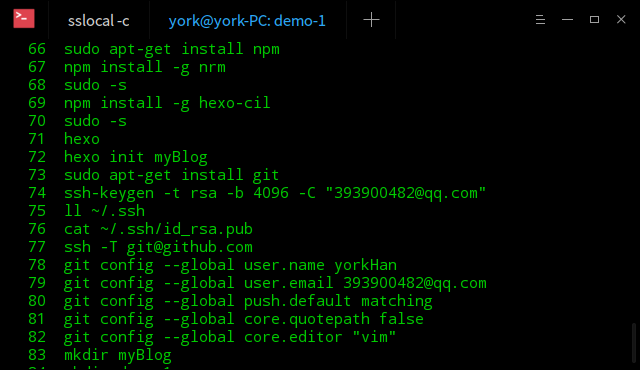 sslocal -c
york@york-PC: demo-1
66 sudo apt-get install npm
67 npm install -g nrm
68 sudo -s
69 npm install -g hexo-cil
70 sudo -s
71 hexo
72 hexo init myBlog
73 sudo apt-get install git
74 ssh-keygen -t rsa -b 4096 -C "393900482@qq.com"
75 ll ~/.ssh
76 cat ~/.ssh/id_rsa.pub
77 ssh -T git@github.com
78 git config --global user.name yorkHan
79 git config --global user.email 393900482@qq.com
80 git config --global push.default matching
81 git config --global core.quotepath false
82 git config --global core.editor "vim"
83 mkdir myBlog